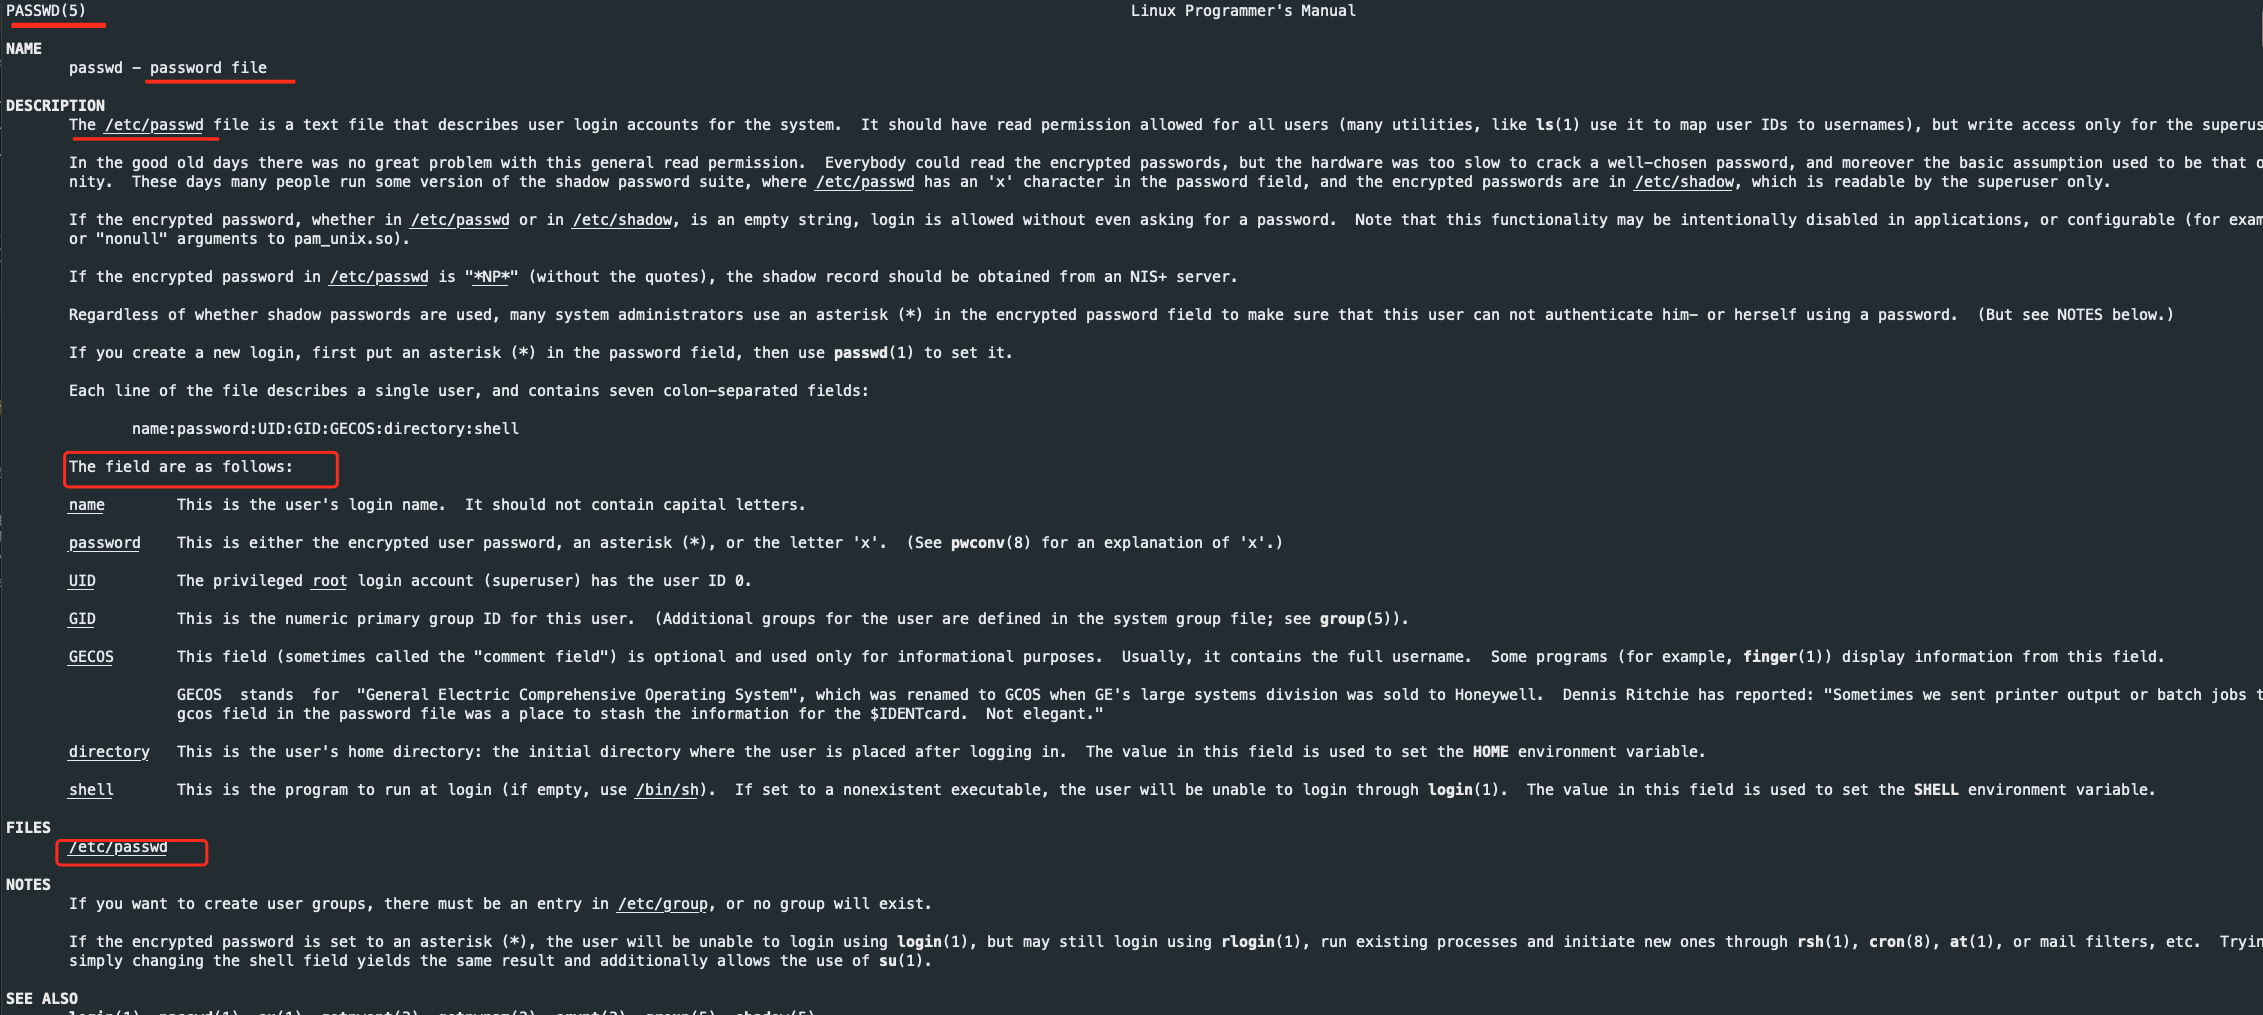 PASSWD(5) Linux Programmer's Manual
NAME
passwd – password file
DESCRIPTION
The /etc/passwd file is a text file that describes user login accounts for the system. It should have read permission allowed for all users (many utilities, like ls(1) use it to map user IDs to usernames), but write access only for the superus
In the good old days there was no great problem with this general read permission. Everybody could read the encrypted passwords, but the hardware was too slow to crack a well–chosen password, and moreover the basic assumption used to be that o
nity. These days many people run some version of the shadow password suite, where /etc/passwd has an 'x' character in the password field, and the encrypted passwords are in /etc/shadow, which is readable by the superuser only.
If the encrypted password, whether in /etc/passwd or in /etc/shadow, is an empty string, login is allowed without even asking for a password. Note that this functionality may be intentionally disabled in applications, or configurable (for exam
or "nonull" arguments to pam_unix.so).
If the encrypted password in /etc/passwd is "*NP*" (without the quotes), the shadow record should be obtained from an NIS+ server.
Regardless of whether shadow passwords are used, many system administrators use an asterisk (*) in the encrypted password field to make sure that this user can not authenticate him– or herself using a password. (But see NOTES below.)
If you create a new login, first put an asterisk (*) in the password field, then use passwd(1) to set it.
Each line of the file describes a single user, and contains seven colon–separated fields:
name:password:UID:GID:GECOS:directory:shell
The field are as follows:
name This is the user's login name. It should not contain capital letters.
password This is either the encrypted user password, an asterisk (*), or the letter 'x'. (See pwconv(8) for an explanation of 'x'.)
UID The privileged root login account (superuser) has the user ID 0.
GID This is the numeric primary group ID for this user. (Additional groups for the user are defined in the system group file; see group(5)).
GECOS This field (sometimes called the "comment field") is optional and used only for informational purposes. Usually, it contains the full username. Some programs (for example, finger(1)) display information from this field.
GECOS stands for "General Electric Comprehensive Operating System", which was renamed to GCOS when GE's large systems division was sold to Honeywell. Dennis Ritchie has reported: "Sometimes we sent printer output or batch jobs t
gcos field in the password file was a place to stash the information for the $IDENTcard. Not elegant."
directory This is the user's home directory: the initial directory where the user is placed after logging in. The value in this field is used to set the HOME environment variable.
shell This is the program to run at login (if empty, use /bin/sh). If set to a nonexistent executable, the user will be unable to login through login(1). The value in this field is used to set the SHELL environment variable.
FILES
/etc/passwd
NOTES
If you want to create user groups, there must be an entry in /etc/group, or no group will exist.
If the encrypted password is set to an asterisk (*), the user will be unable to login using login(1), but may still login using rlogin(1), run existing processes and initiate new ones through rsh(1), cron(8), at(1), or mail filters, etc. Tryin
simply changing the shell field yields the same result and additionally allows the use of su(1).
SEE ALSO
login(1), passwd(1), su(1), getpwent(3), getpwnam(3), crypt(3), group(5), shadow(5)